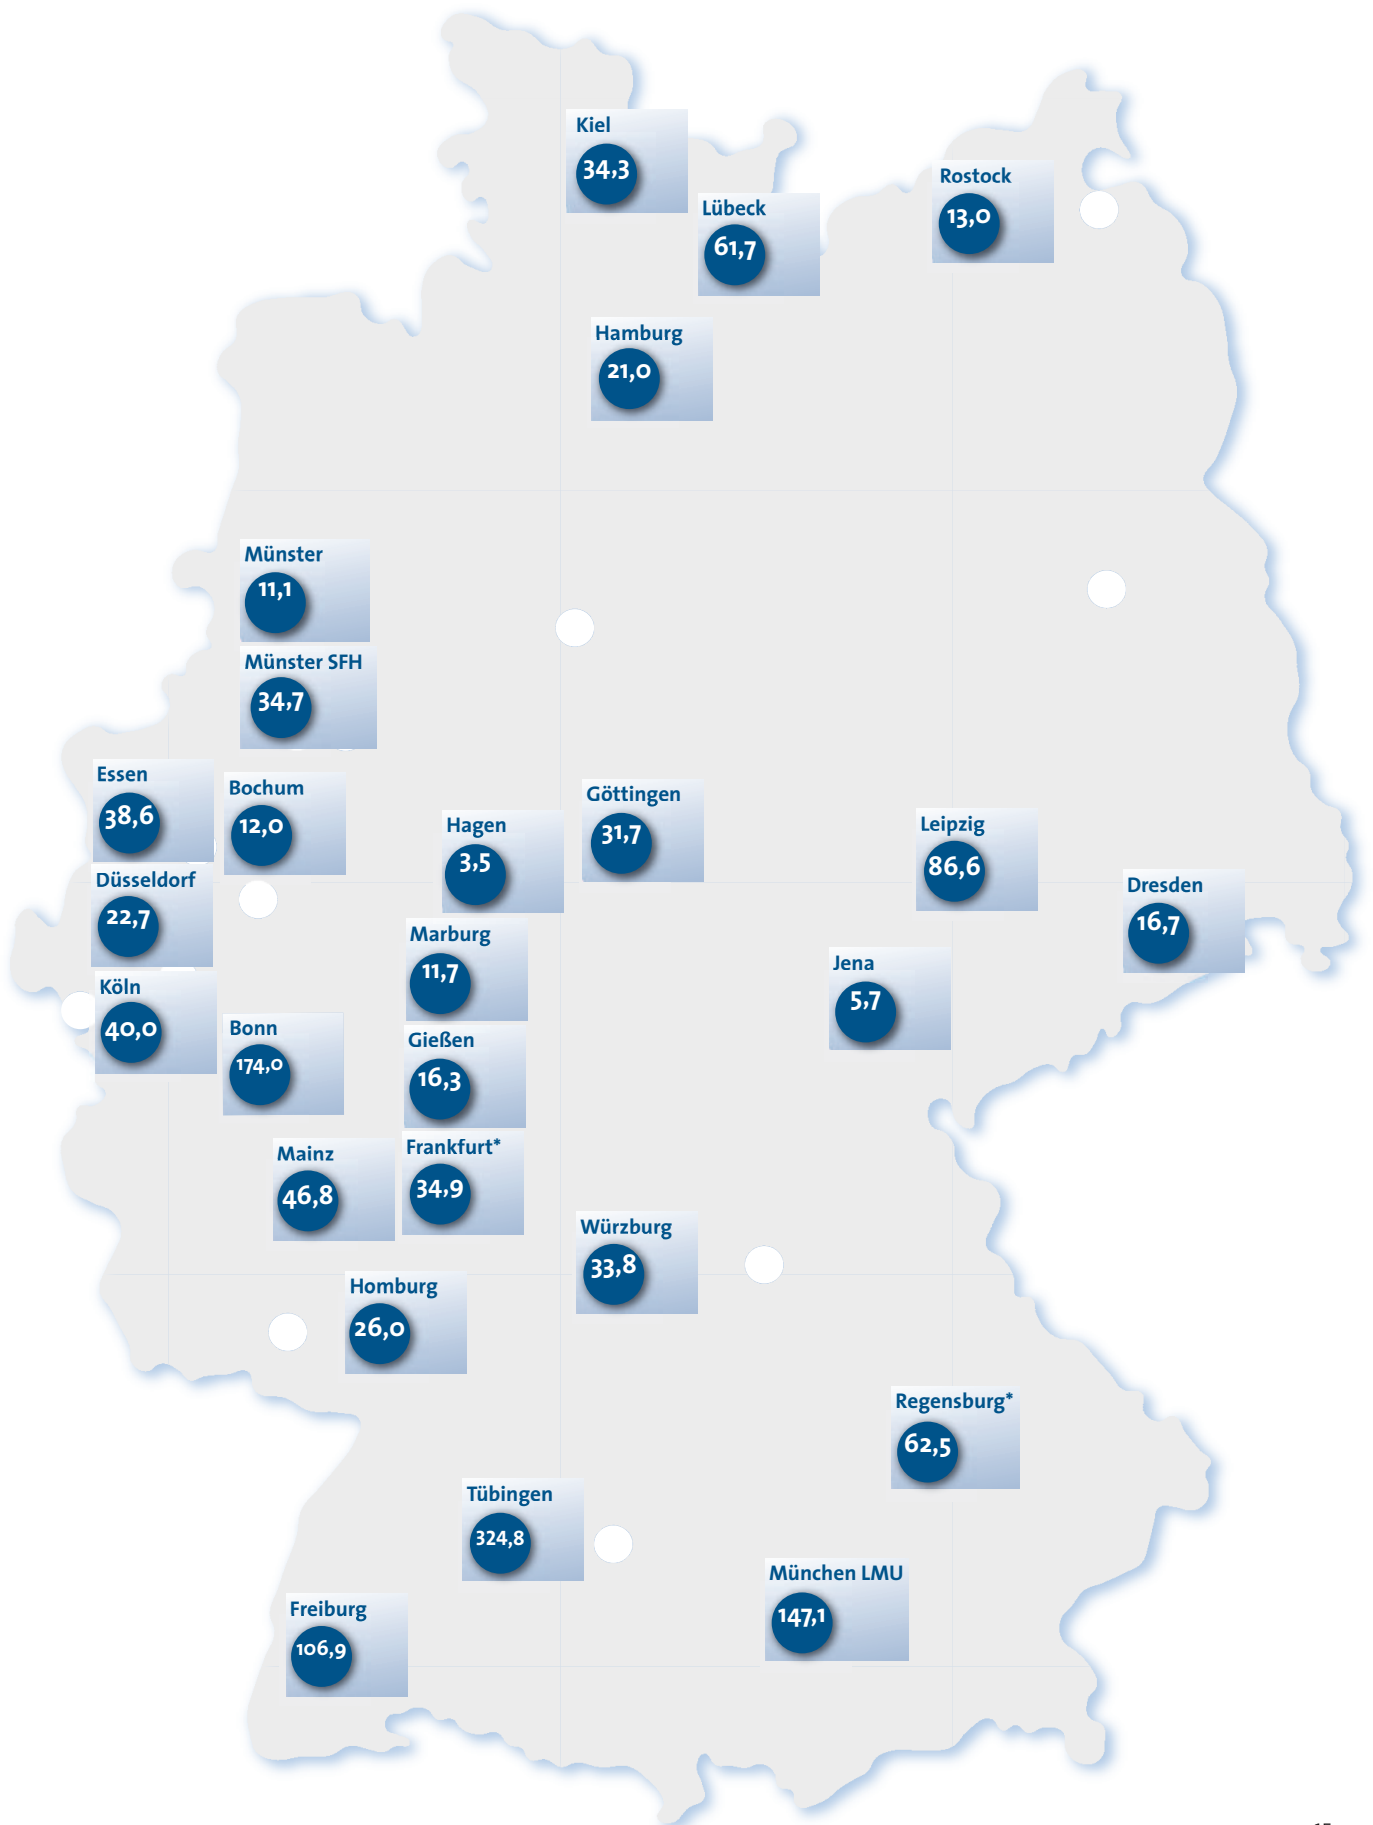 Kiel
34,3
Rostock
13,0
Lübeck
61,7
Hamburg
21,0
Münster
11,1
Münster SFH
34,7
Essen
38,6
Bochum
12,0
Göttingen
31,7
Hagen
3,5
Leipzig
86,6
Düsseldorf
22,7
Dresden
16,7
Marburg
11,7
Jena
5,7
Köln
40,0
Bonn
174,0
Gießen
16,3
Mainz
46,8
Frankfurt*
34,9
Würzburg
33,8
Homburg
26,0
Regensburg*
62,5
Tübingen
324,8
München LMU
147,1
Freiburg
106,9